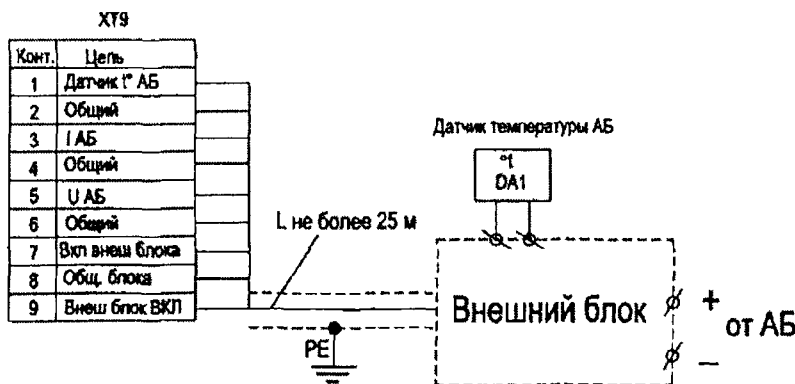 XT9
Конт. Цепь
1 Датчик t° АБ
2 Общий
3 I АБ
4 Общий
5 U АБ
6 Общий
7 Вкл внеш блока
8 Общ. блока
9 Внеш блок ВКЛ
L не более 25 м
PE
Датчик температуры АБ
°t
DA1
Внешний блок
+
от АБ
–